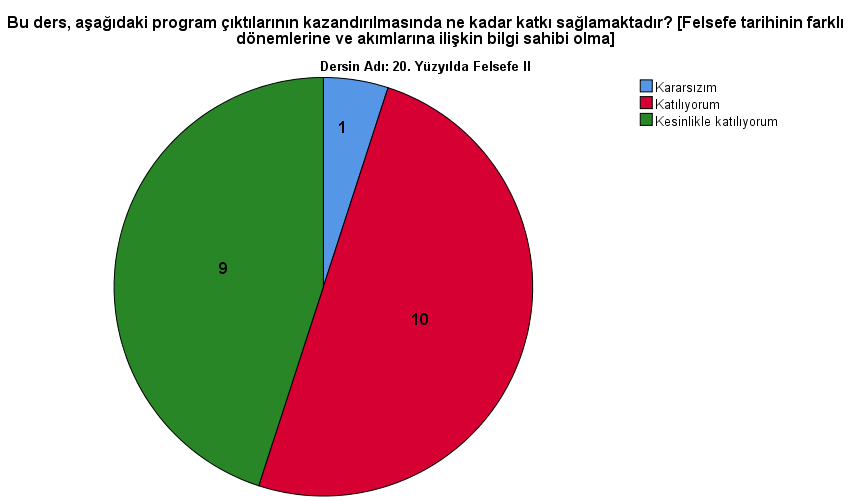 Bu ders, aşağıdaki program çıktılarının kazandırılmasında ne kadar katkı sağlamaktadır? [Felsefe tarihinin farklı
dönemlerine ve akımlarına ilişkin bilgi sahibi olma]
Dersin Adı: 20. Yüzyılda Felsefe II
Kararsızım
Katılıyorum
Kesinlikle katılıyorum
1
9
10